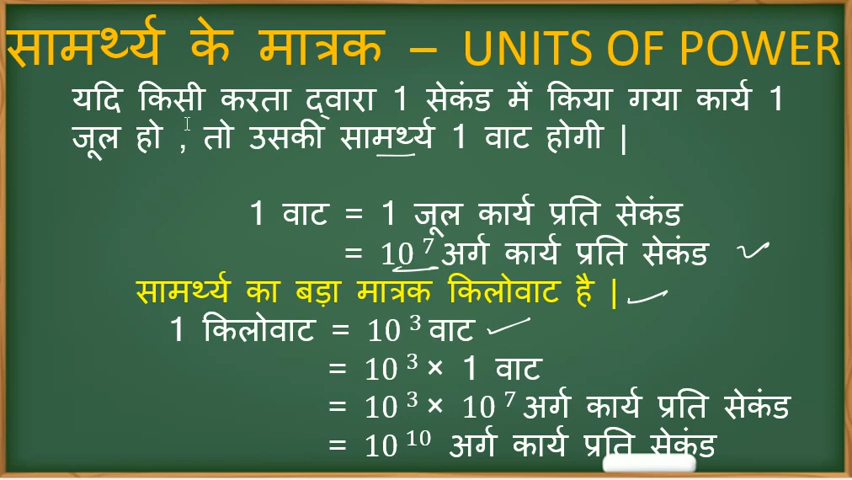 सामर्थ्य के मात्रक – UNITS OF POWER
यदि किसी करता द्वारा 1 सेकंड में किया गया कार्य 1
जूल हो , तो उसकी सामर्थ्य 1 वाट होगी |
1 वाट = 1 जूल कार्य प्रति सेकंड
= 10 ⁷ अर्ग कार्य प्रति सेकंड
सामर्थ्य का बड़ा मात्रक किलोवाट है |
1 किलोवाट = 10 ³ वाट
= 10 ³ × 1 वाट
= 10 ³ × 10 ⁷ अर्ग कार्य प्रति सेकंड
= 10 ¹⁰ अर्ग कार्य प्रति सेकंड